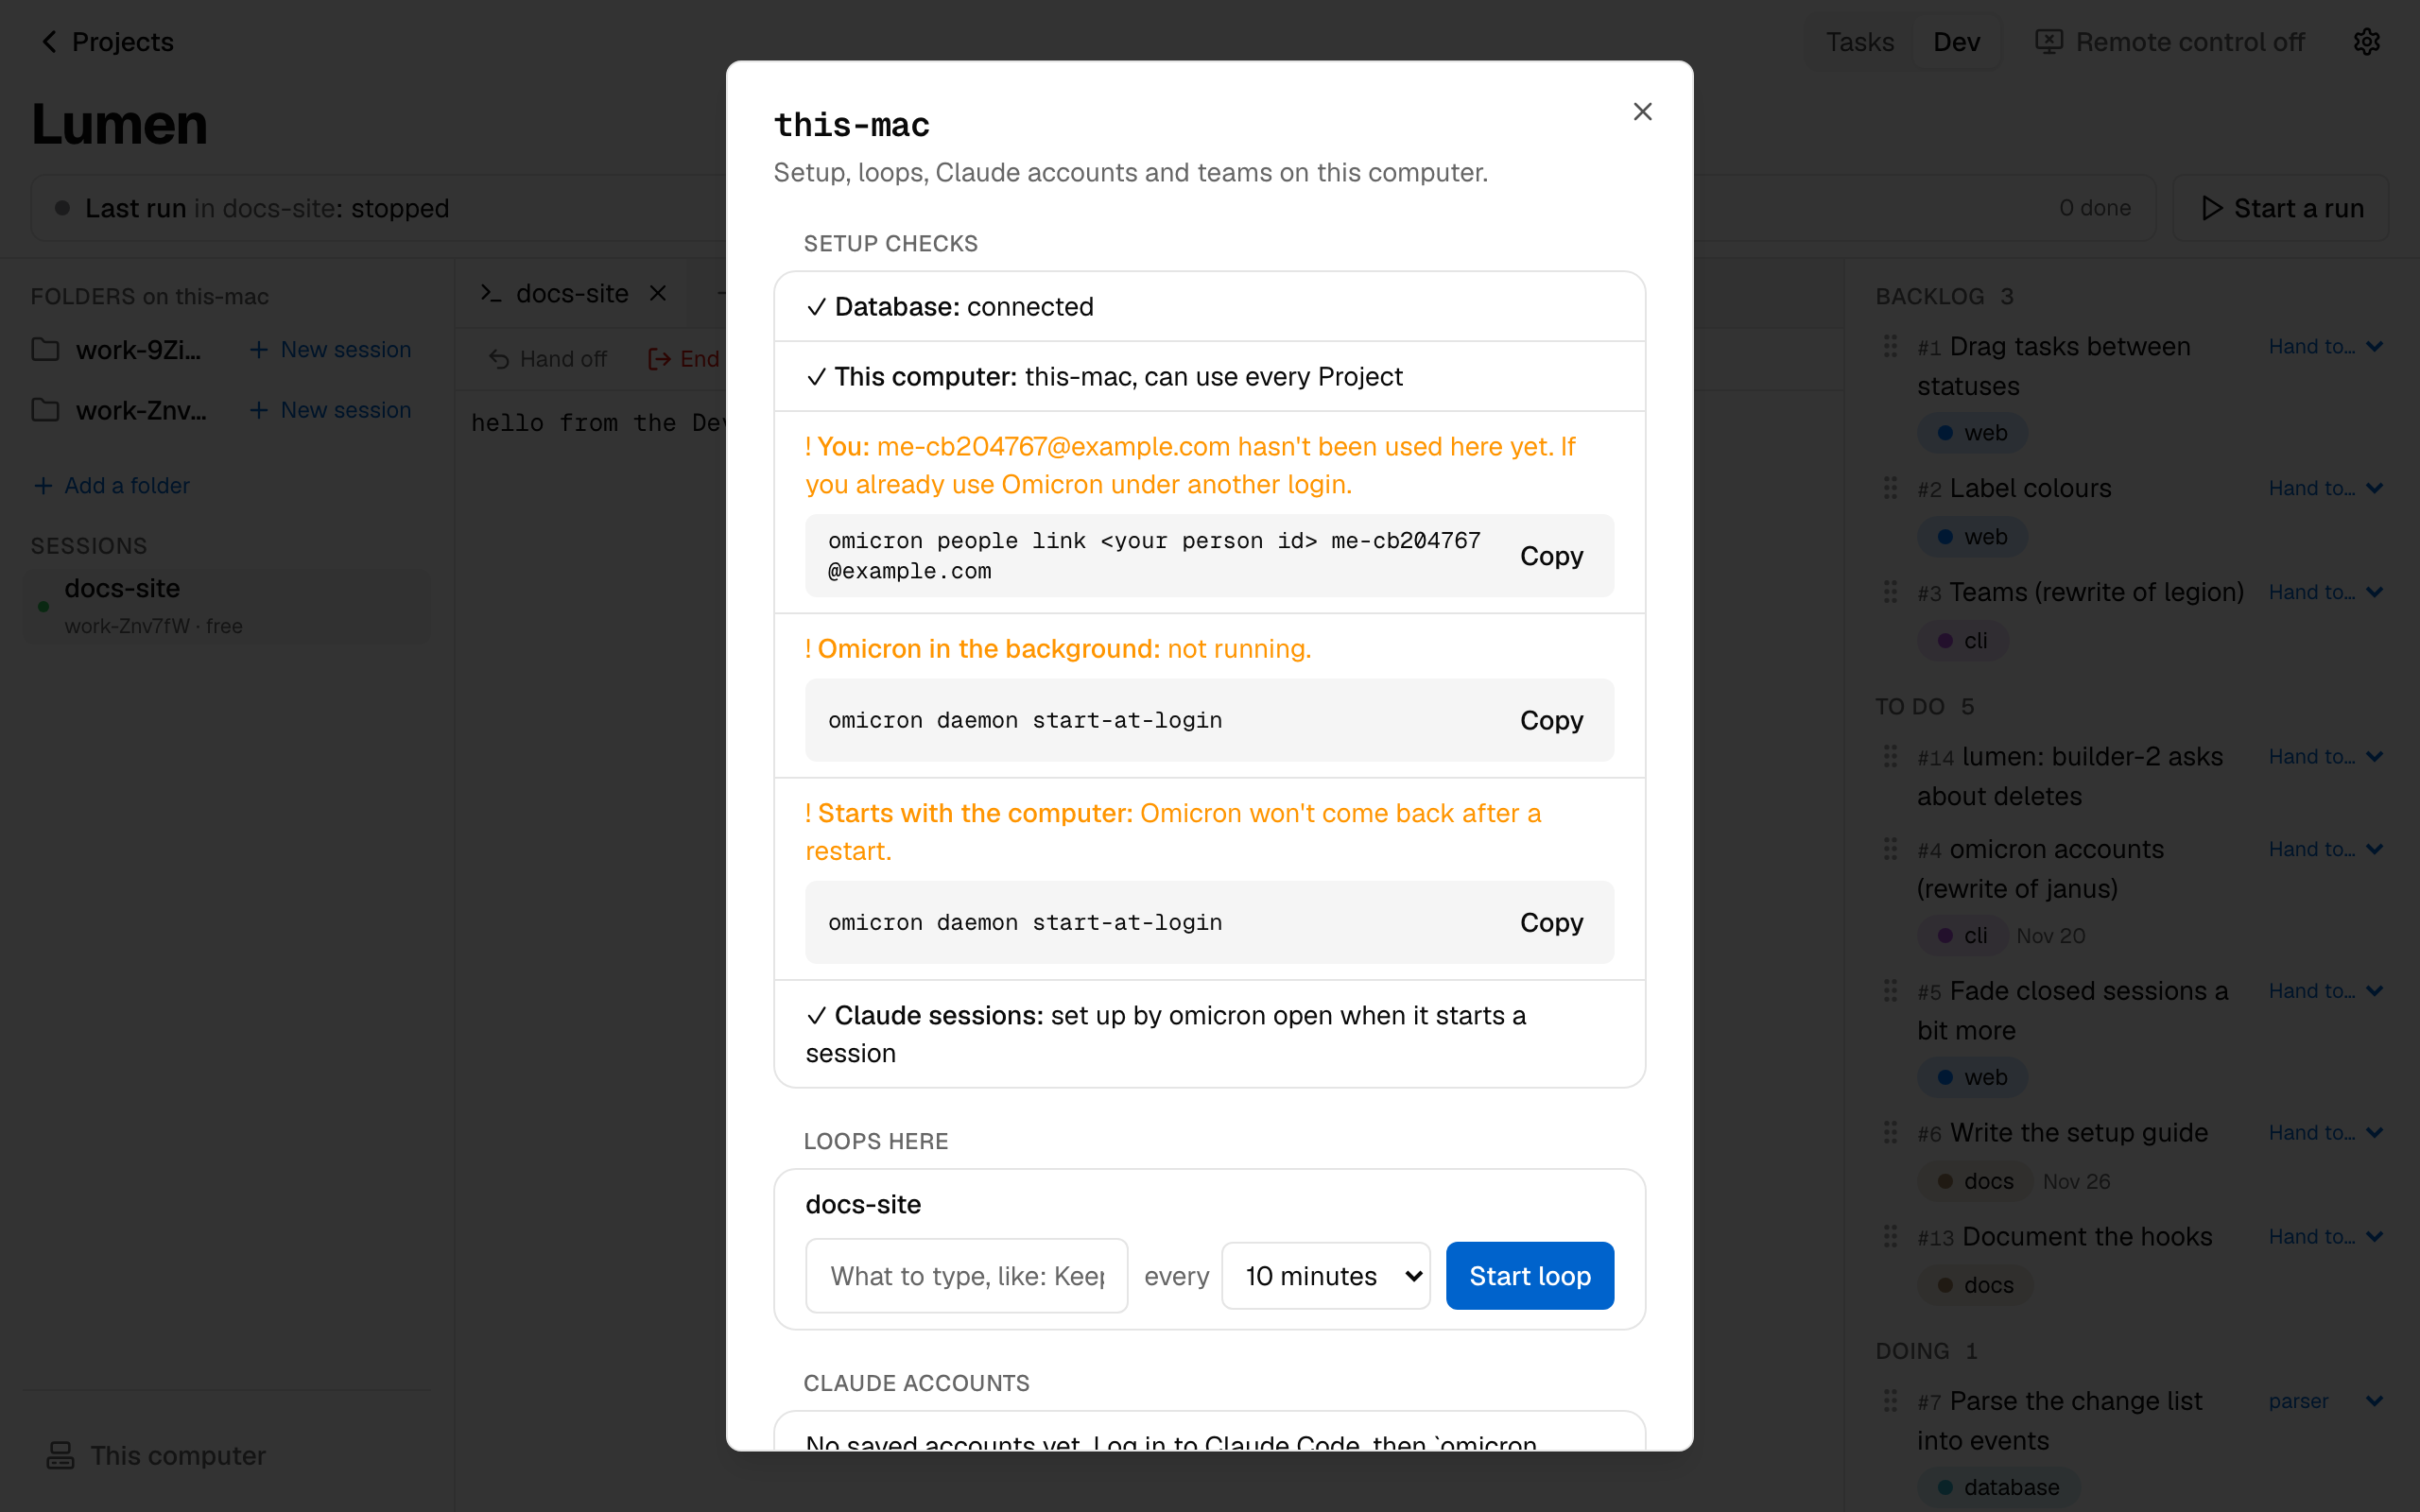 Projects
Tasks
Dev
Remote control off
Lumen
Last run in docs-site: stopped
0 done
Start a run
FOLDERS on this-mac
work-9Zi...
+ New session
work-Znv...
+ New session
+ Add a folder
SESSIONS
docs-site
work-Znv7fW · free
This computer
docs-site
Hand off
End
hello from the De
this-mac
Setup, loops, Claude accounts and teams on this computer.
SETUP CHECKS
✓ Database: connected
✓ This computer: this-mac, can use every Project
! You: me-cb204767@example.com hasn't been used here yet. If
you already use Omicron under another login.
omicron people link <your person id> me-cb204767
@example.com
Copy
! Omicron in the background: not running.
omicron daemon start-at-login
Copy
! Starts with the computer: Omicron won't come back after a
restart.
omicron daemon start-at-login
Copy
✓ Claude sessions: set up by omicron open when it starts a
session
LOOPS HERE
docs-site
What to type, like: Keep
every
10 minutes
Start loop
CLAUDE ACCOUNTS
No saved accounts yet. Log in to Claude Code, then `omicron
BACKLOG 3
#1 Drag tasks between
statuses
Hand to...
web
#2 Label colours
Hand to...
web
#3 Teams (rewrite of legion)
Hand to...
cli
TO DO 5
#14 lumen: builder-2 asks
about deletes
Hand to...
#4 omicron accounts
(rewrite of janus)
Hand to...
cli
Nov 20
#5 Fade closed sessions a
bit more
Hand to...
web
#6 Write the setup guide
Hand to...
docs
Nov 26
#13 Document the hooks
Hand to...
docs
DOING 1
#7 Parse the change list
into events
parser
database